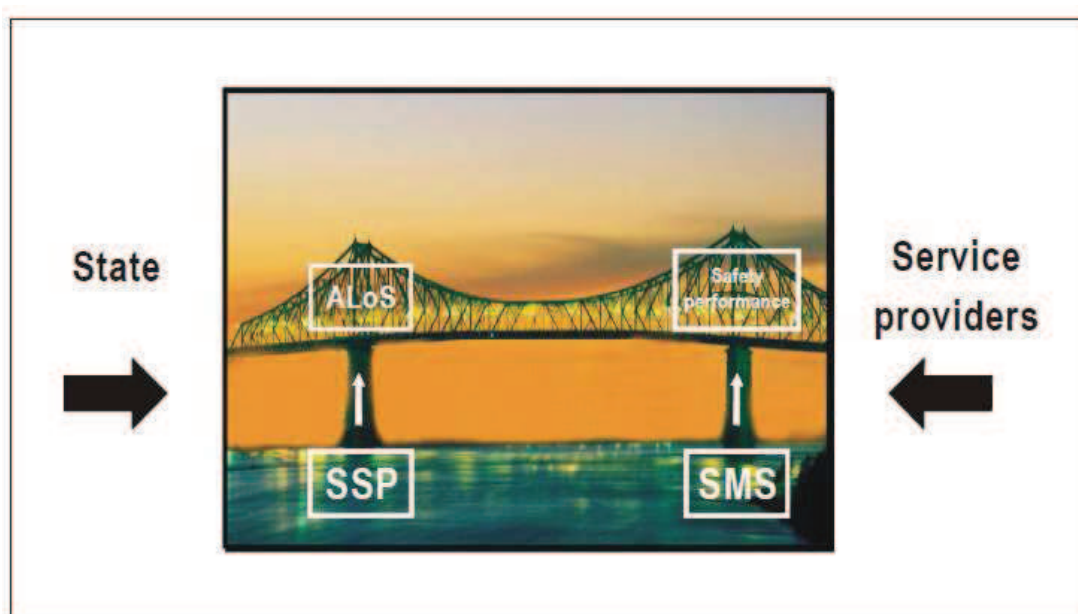 State
ALoS
Safety
performance
Service
providers
SSP
SMS